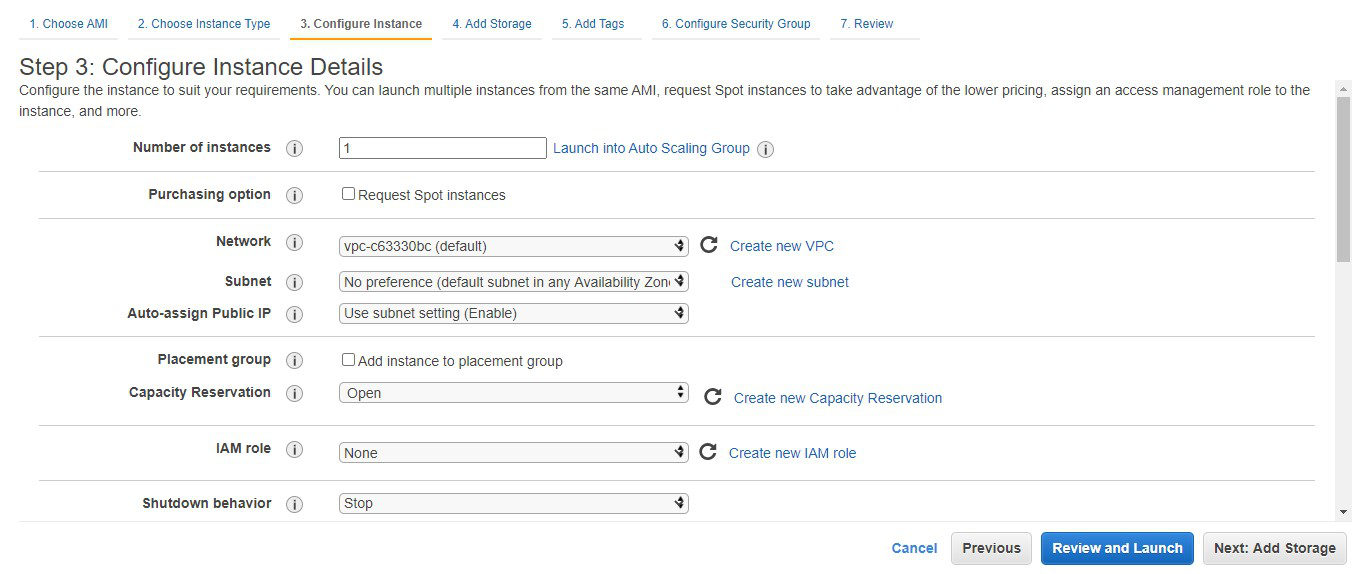 1. Choose AMI 2. Choose Instance Type 3. Configure Instance 4. Add Storage 5. Add Tags 6. Configure Security Group 7. Review
Step 3: Configure Instance Details
Configure the instance to suit your requirements. You can launch multiple instances from the same AMI, request Spot instances to take advantage of the lower pricing, assign an access management role to the
instance, and more.
Number of instances i 1 Launch into Auto Scaling Group i
Purchasing option i Request Spot instances
Network i vpc-c63330bc (default) Create new VPC
Subnet i No preference (default subnet in any Availability Zon Create new subnet
Auto-assign Public IP i Use subnet setting (Enable)
Placement group i Add instance to placement group
Capacity Reservation i Open Create new Capacity Reservation
IAM role i None Create new IAM role
Shutdown behavior i Stop
Cancel Previous Review and Launch Next: Add Storage